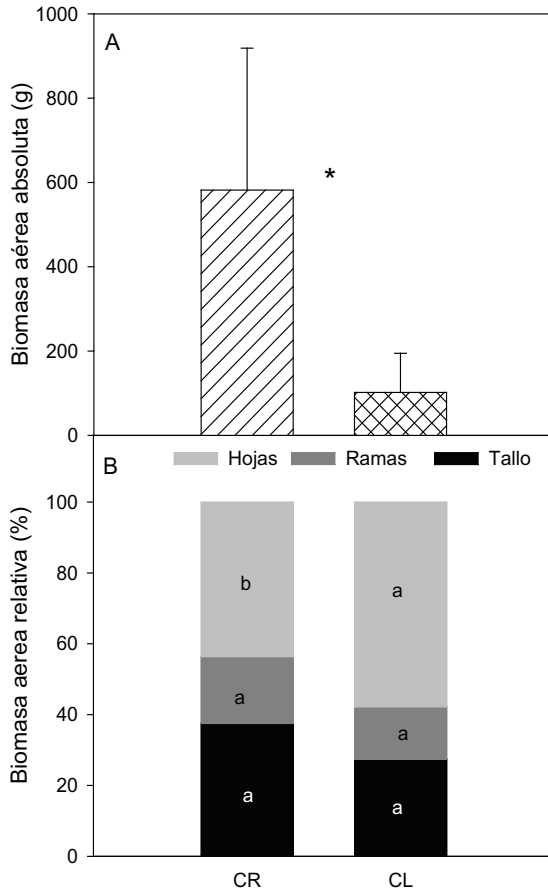 A
Biomasa aérea absoluta (g)
1000
800
600
400
200
0
*
B
Hojas Ramas Tallo
Biomasa aerea relativa (%)
100
80
60
40
20
0
b
a
a
a
a
a
CR CL